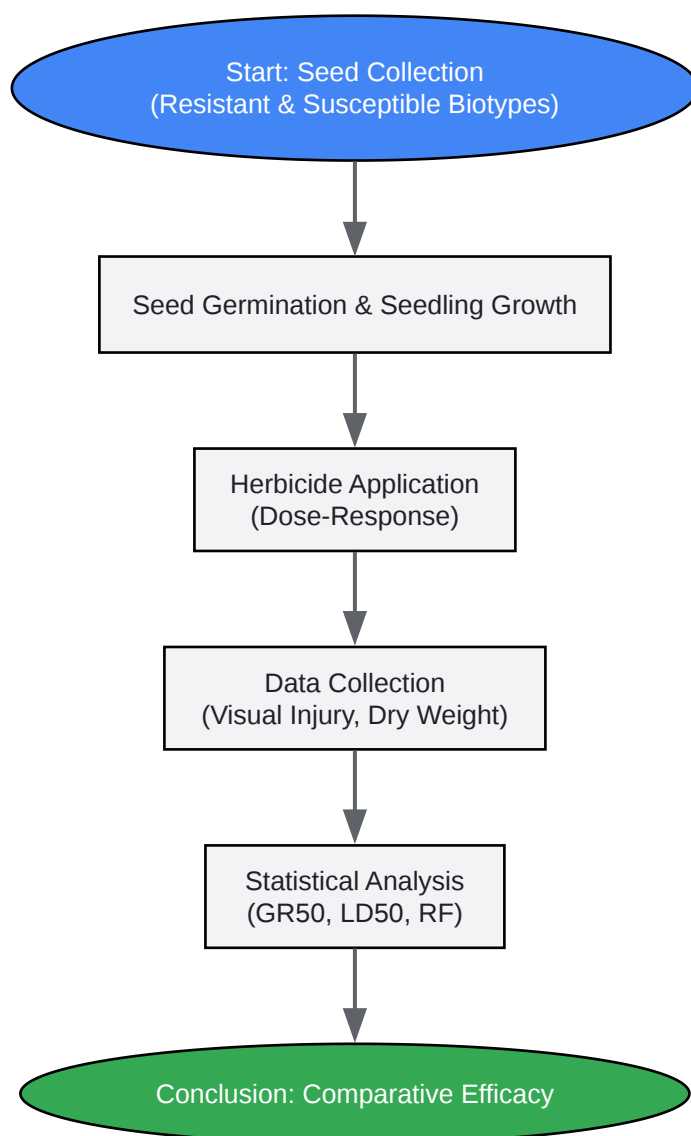 Start: Seed Collection
(Resistant & Susceptible Biotypes)
Seed Germination & Seedling Growth
Herbicide Application
(Dose-Response)
Data Collection
(Visual Injury, Dry Weight)
Statistical Analysis
(GR50, LD50, RF)
Conclusion: Comparative Efficacy